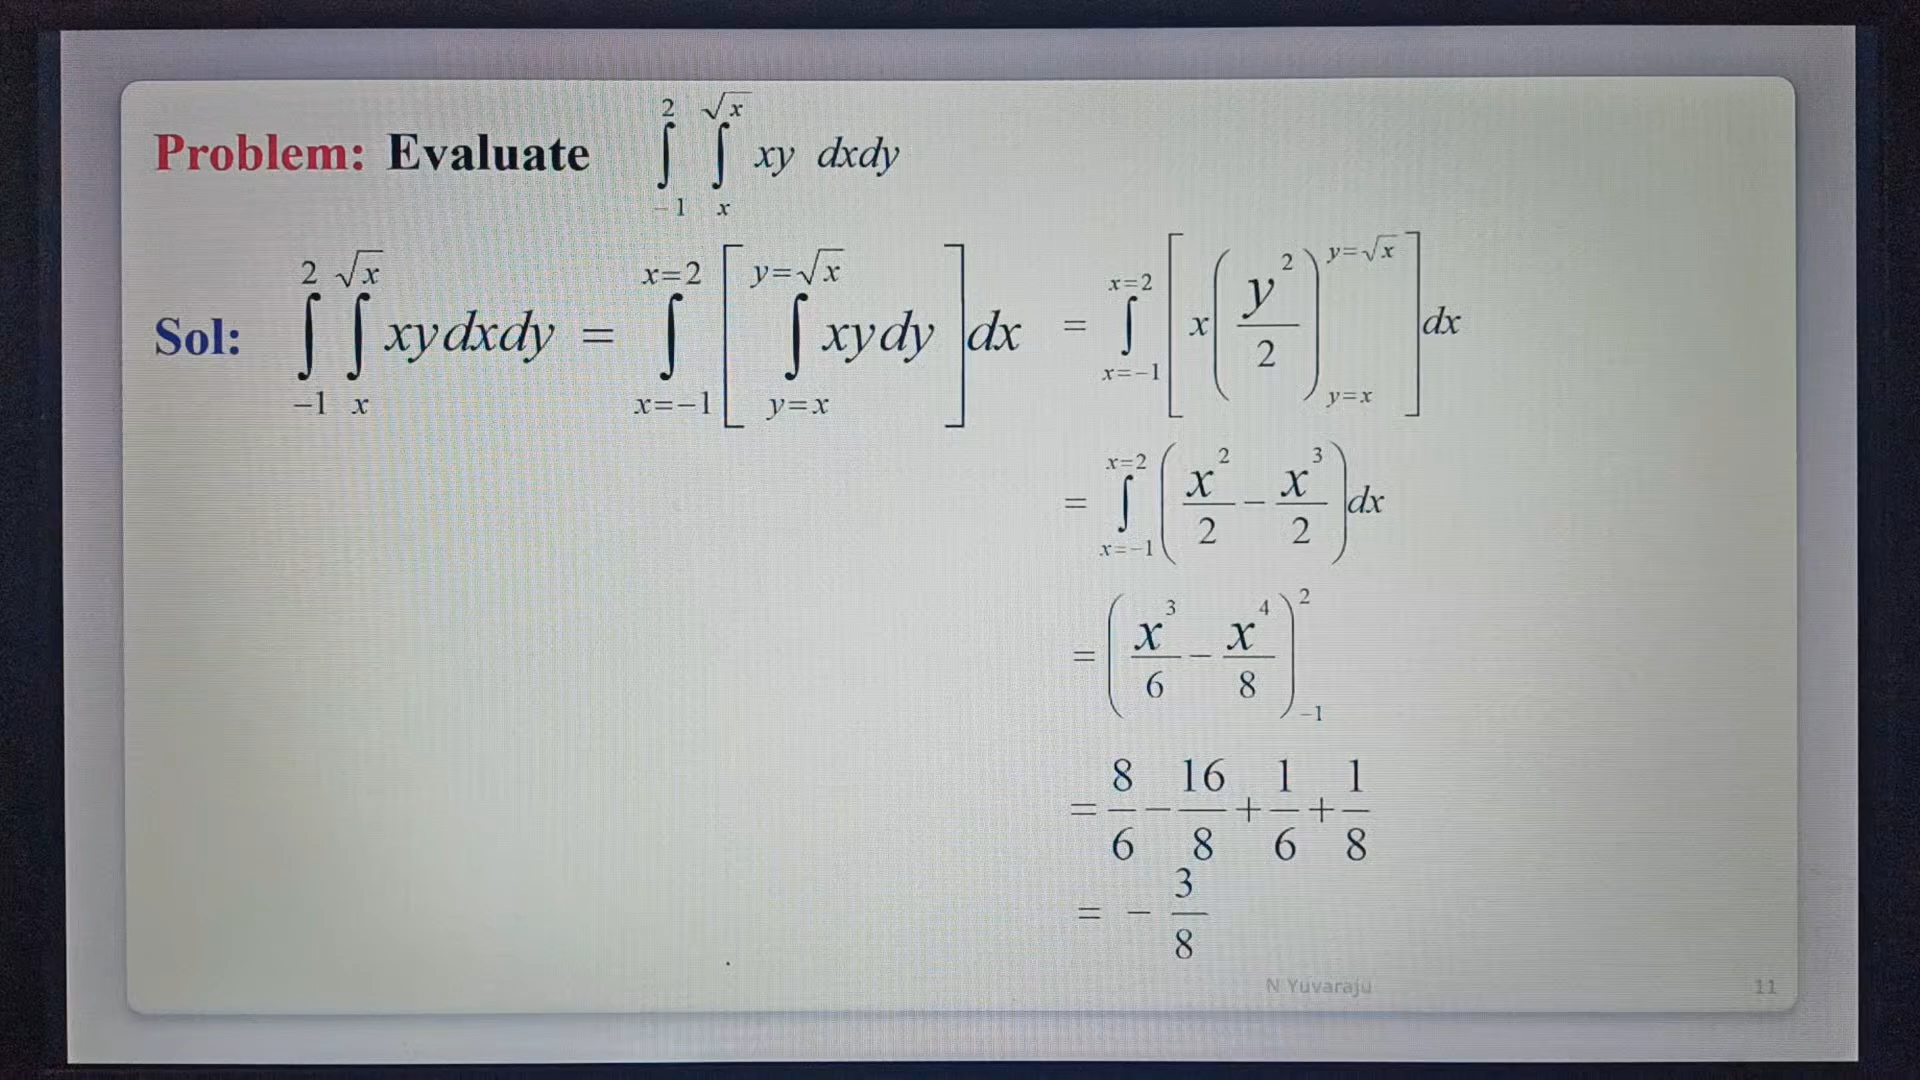 Problem: Evaluate ∫_{-1}^{2} ∫_{x}^{√x} xy dxdy
Sol: ∫_{-1}^{2} ∫_{x}^{√x} xydxdy = ∫_{x=-1}^{x=2} [ ∫_{y=x}^{y=√x} xydy ] dx = ∫_{x=-1}^{x=2} [ x ( y^2/2 )_{y=x}^{y=√x} ] dx
= ∫_{x=-1}^{x=2} ( x^2/2 − x^3/2 ) dx
= ( x^3/6 − x^4/8 )_{-1}^{2}
= 8/6 − 16/8 + 1/6 + 1/8
= − 3/8
N Yuvaraju 11